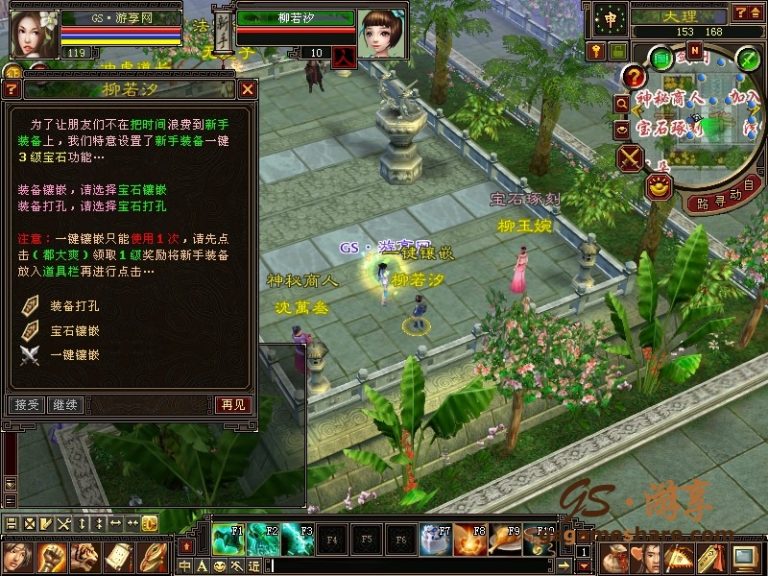 GS·游享网
119
柳若汐
10
申
大理
153 168
N
神秘商人
加入
宝石琢刻
自动寻路
柳若汐
为了让朋友们不在把时间浪费到新手
装备上，我们特意设置了新手装备一键
3级宝石功能…
装备镶嵌，请选择宝石镶嵌
装备打孔，请选择宝石打孔
注意：一键镶嵌只能使用1次，请先点
击（都大爽）领取1级奖励将新手装备
放入道具栏再进行点击…
装备打孔
宝石镶嵌
一键镶嵌
接受
继续
再见
宝石琢刻
柳玉婉
GS·游享网
一键镶嵌
柳若汐
神秘商人
沈萬叁
GS·游享
F1
F2
F3
F4
F5
F6
F7
F8
F9
F10
1
中
A
近